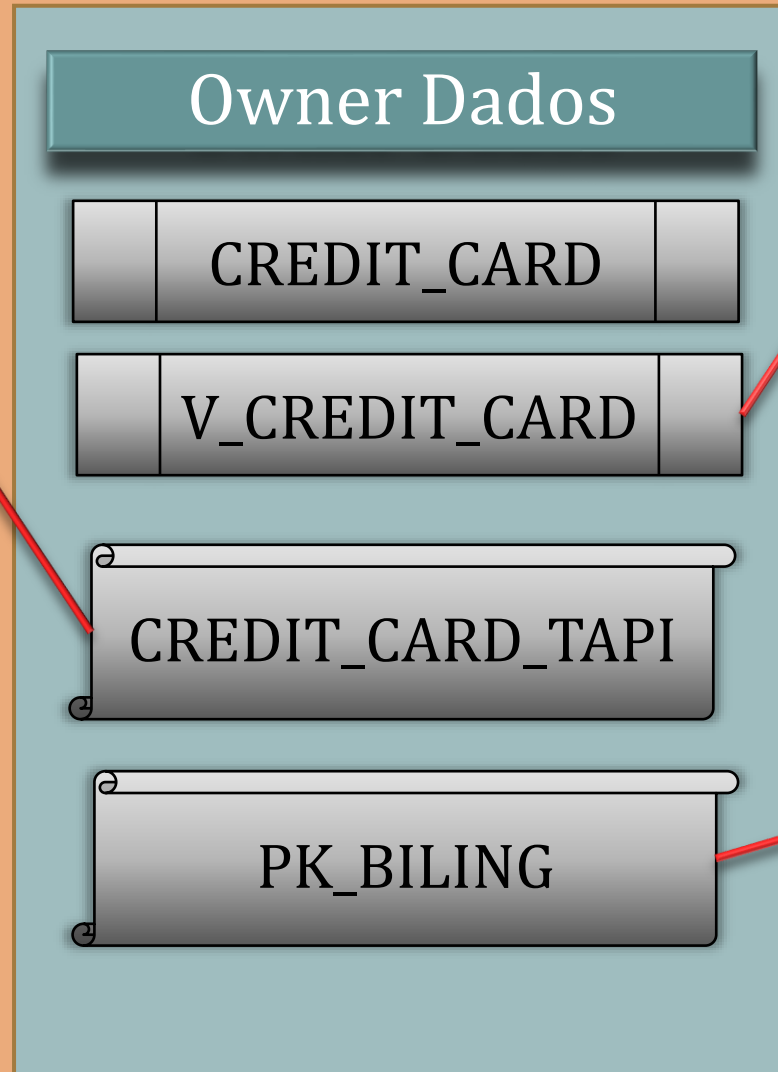 Owner Dados
CREDIT_CARD
V_CREDIT_CARD
CREDIT_CARD_TAPI
PK_BILING